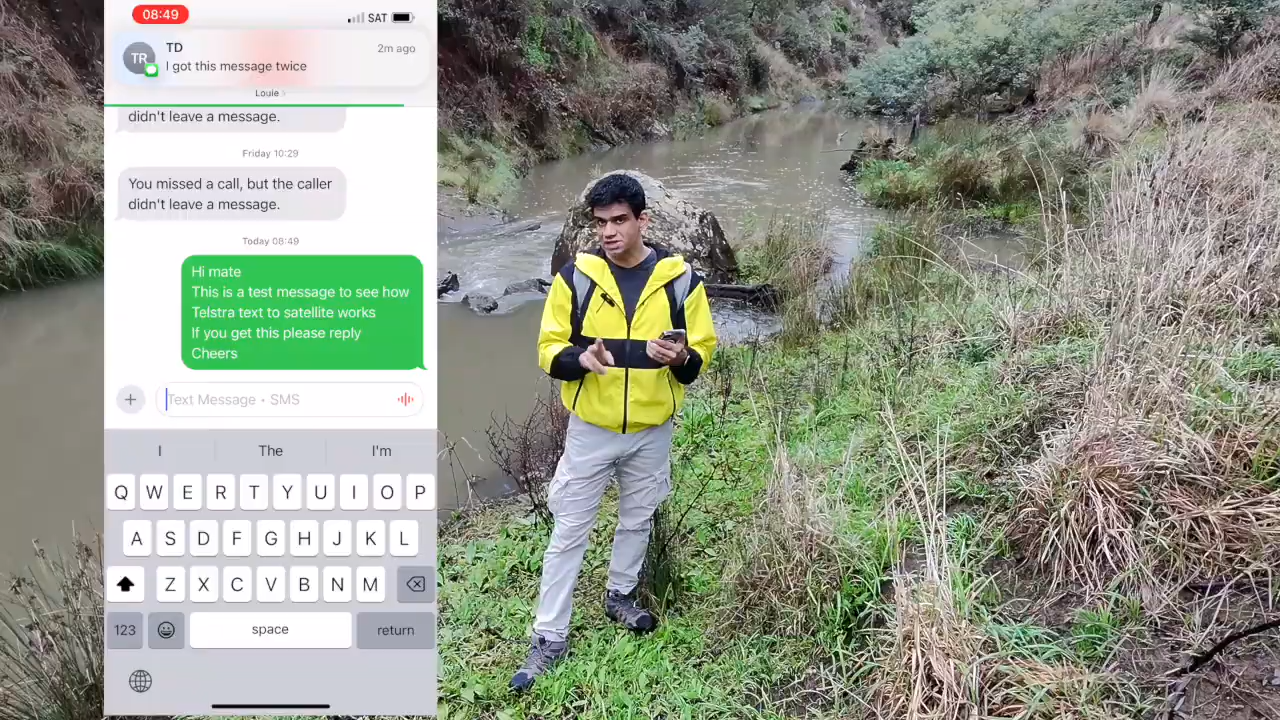 08:49
SAT
TR
TD
2m ago
I got this message twice
Louie
didn't leave a message.
Friday 10:29
You missed a call, but the caller
didn't leave a message.
Today 08:49
Hi mate
This is a test message to see how
Telstra text to satellite works
If you get this please reply
Cheers
Text Message • SMS
I The I'm
Q W E R T Y U I O P
A S D F G H J K L
Z X C V B N M
123 space return